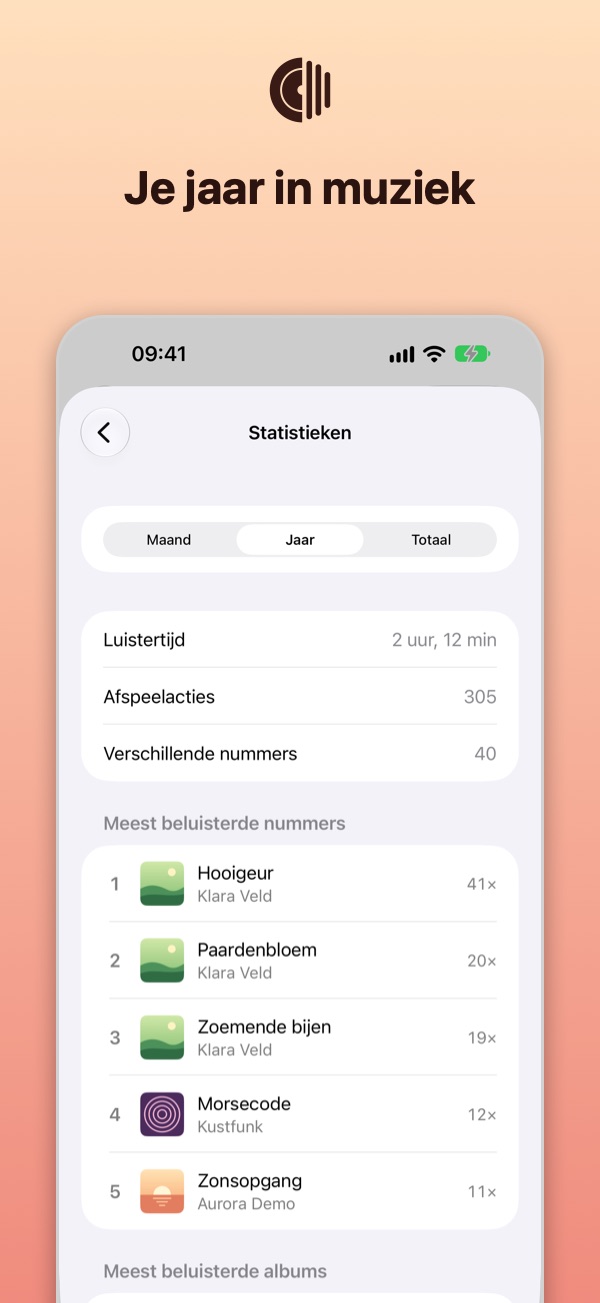 Je jaar in muziek
09:41
Statistieken
Maand Jaar Totaal
Luistertijd 2 uur, 12 min
Afspeelacties 305
Verschillende nummers 40
Meest beluisterde nummers
1 Hooigeur 41×
Klara Veld
2 Paardenbloem 20×
Klara Veld
3 Zoemende bijen 19×
Klara Veld
4 Morsecode 12×
Kustfunk
5 Zonsopgang 11×
Aurora Demo
Meest beluisterde albums